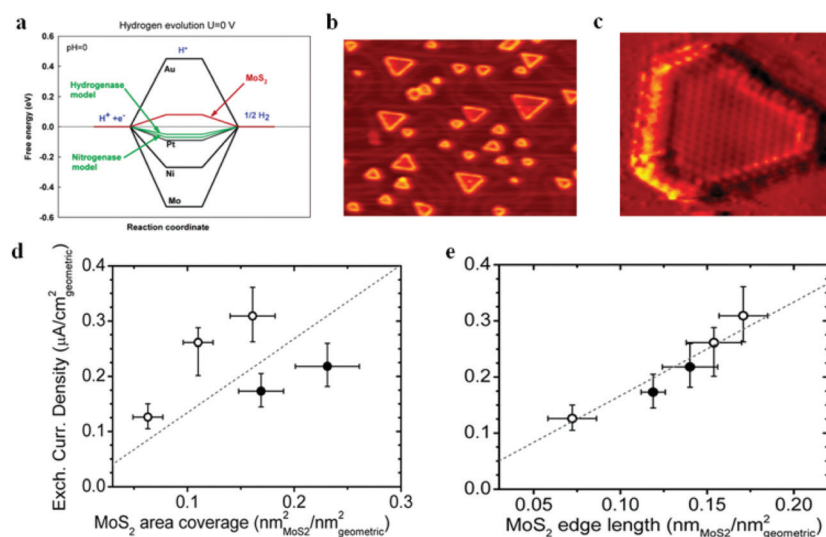 a
Hydrogen evolution U=0 V
0.6
0.4
0.2
0.0
-0.2
-0.4
-0.6
Free energy (eV)
pH=0
H*
Au
Hydrogenase
model
MoS2
H+ +e-
1/2 H2
Nitrogenase
model
Pt
Ni
Mo
Reaction coordinate
b
c
d
Exch. Curr. Density (μA/cm2geometric)
0.4
0.3
0.2
0.1
0.0
0.1
0.2
0.3
MoS2 area coverage (nm2MoS2/nm2geometric)
e
0.4
0.3
0.2
0.1
0.0
0.05
0.10
0.15
0.20
MoS2 edge length (nmMoS2/nm2geometric)